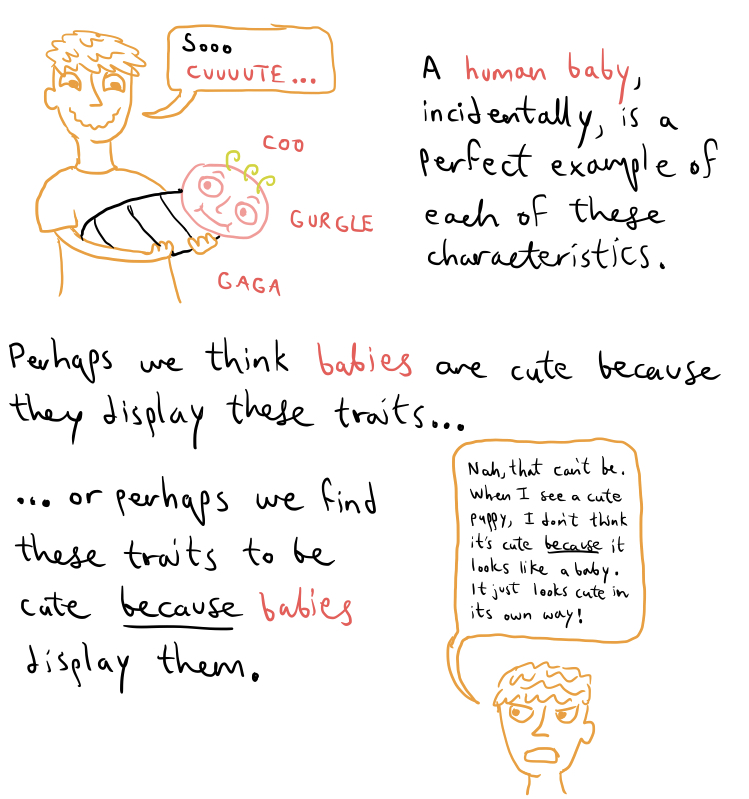 Sooo
CUUUUTE...
COO
GURGLE
GAGA
A human baby,
incidentally, is a
perfect example of
each of these
characteristics.
Perhaps we think babies are cute because
they display these traits...
... or perhaps we find
these traits to be
cute because babies
display them.
Nah, that can't be.
When I see a cute
puppy, I don't think
it's cute because it
looks like a baby.
It just looks cute in
its own way!